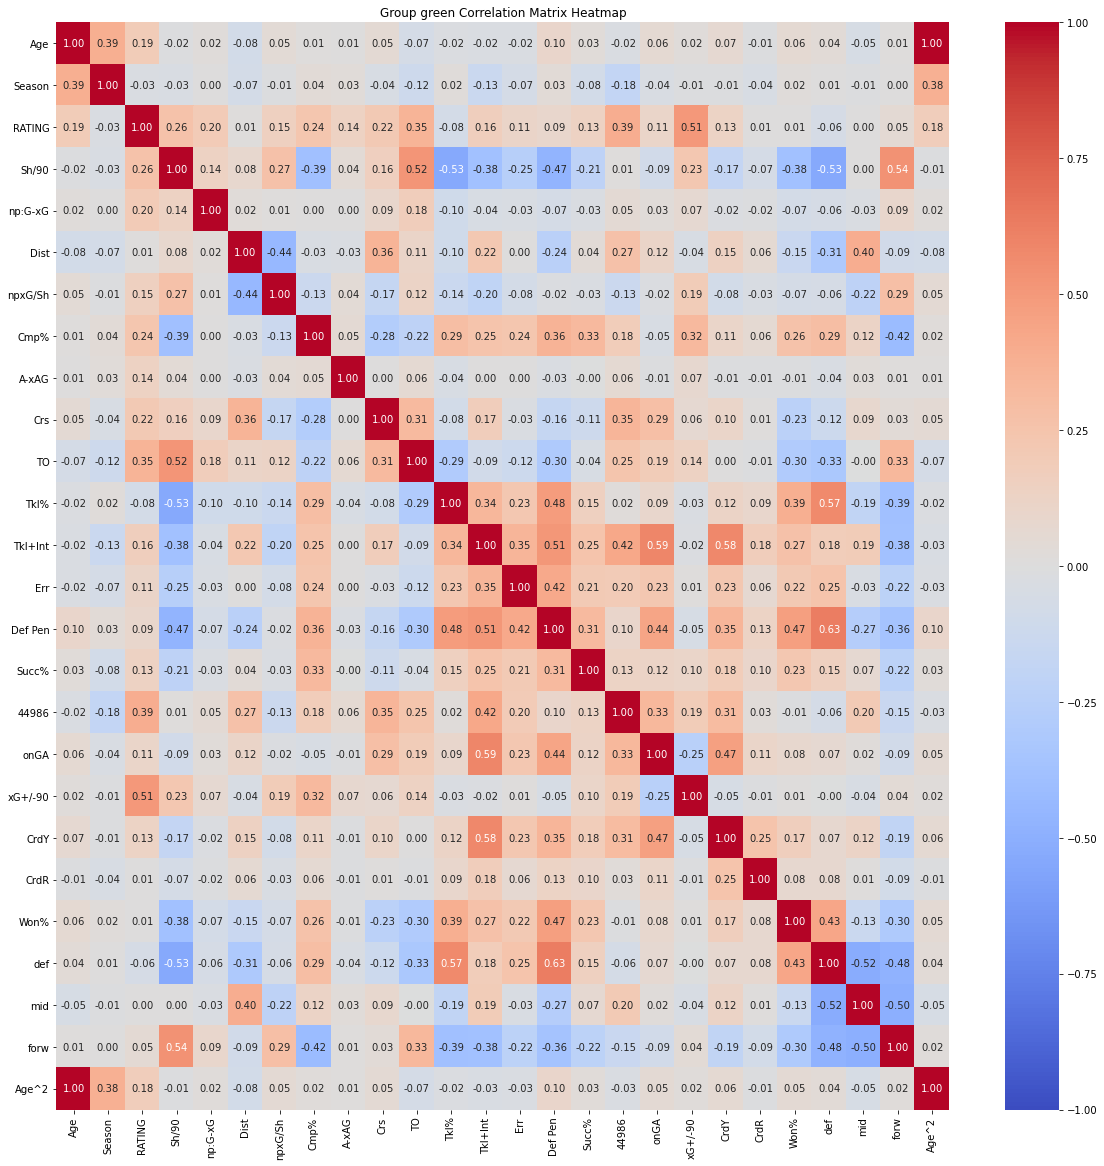 Group green Correlation Matrix Heatmap
Age 1.00 0.39 0.19 -0.02 0.02 -0.08 0.05 0.01 0.01 0.05 -0.07 -0.02 -0.02 -0.02 0.10 0.03 -0.02 0.06 0.02 0.07 -0.01 0.06 0.04 -0.05 0.01 1.00
Season 0.39 1.00 -0.03 -0.03 0.00 -0.07 -0.01 0.04 0.03 -0.04 -0.12 0.02 -0.13 -0.07 0.03 -0.08 -0.18 -0.04 -0.01 -0.01 -0.04 0.02 0.01 -0.01 0.00 0.38
RATING 0.19 -0.03 1.00 0.26 0.20 0.01 0.15 0.24 0.14 0.22 0.35 -0.08 0.16 0.11 0.09 0.13 0.39 0.11 0.51 0.13 0.01 0.01 -0.06 0.00 0.05 0.18
Sh/90 -0.02 -0.03 0.26 1.00 0.14 0.08 0.27 -0.39 0.04 0.16 0.52 -0.53 -0.38 -0.25 -0.47 -0.21 0.01 -0.09 0.23 -0.17 -0.07 -0.38 -0.53 0.00 0.54 -0.01
np:G-xG 0.02 0.00 0.20 0.14 1.00 0.02 0.01 0.00 0.00 0.09 0.18 -0.10 -0.04 -0.03 -0.07 -0.03 0.05 0.03 0.07 -0.02 -0.02 -0.07 -0.06 -0.03 0.09 0.02
Dist -0.08 -0.07 0.01 0.08 0.02 1.00 -0.44 -0.03 -0.03 0.36 0.11 -0.10 0.22 0.00 -0.24 0.04 0.27 0.12 -0.04 0.15 0.06 -0.15 -0.31 0.40 -0.09 -0.08
npxG/Sh 0.05 -0.01 0.15 0.27 0.01 -0.44 1.00 -0.13 0.04 -0.17 0.12 -0.14 -0.20 -0.08 -0.02 -0.03 -0.13 -0.02 0.19 -0.08 -0.03 -0.07 -0.06 -0.22 0.29 0.05
Cmp% 0.01 0.04 0.24 -0.39 0.00 -0.03 -0.13 1.00 0.05 -0.28 -0.22 0.29 0.25 0.24 0.36 0.33 0.18 -0.05 0.32 0.11 0.06 0.26 0.29 0.12 -0.42 0.02
A-xAG 0.01 0.03 0.14 0.04 0.00 -0.03 0.04 0.05 1.00 0.00 0.06 -0.04 0.00 0.00 -0.03 -0.00 0.06 -0.01 0.07 -0.01 -0.01 -0.01 -0.04 0.03 0.01 0.01
Crs 0.05 -0.04 0.22 0.16 0.09 0.36 -0.17 -0.28 0.00 1.00 0.31 -0.08 0.17 -0.03 -0.16 -0.11 0.35 0.29 0.06 0.10 0.01 -0.23 -0.12 0.09 0.03 0.05
TO -0.07 -0.12 0.35 0.52 0.18 0.11 0.12 -0.22 0.06 0.31 1.00 -0.29 -0.09 -0.12 -0.30 -0.04 0.25 0.19 0.14 0.00 -0.01 -0.30 -0.33 -0.00 0.33 -0.07
Tkl% -0.02 0.02 -0.08 -0.53 -0.10 -0.10 -0.14 0.29 -0.04 -0.08 -0.29 1.00 0.34 0.23 0.48 0.15 0.02 0.09 -0.03 0.12 0.09 0.39 0.57 -0.19 -0.39 -0.02
Tkl+Int -0.02 -0.13 0.16 -0.38 -0.04 0.22 -0.20 0.25 0.00 0.17 -0.09 0.34 1.00 0.35 0.51 0.25 0.42 0.59 -0.02 0.58 0.18 0.27 0.18 0.19 -0.38 -0.03
Err -0.02 -0.07 0.11 -0.25 -0.03 0.00 -0.08 0.24 0.00 -0.03 -0.12 0.23 0.35 1.00 0.42 0.21 0.20 0.23 0.01 0.23 0.06 0.22 0.25 -0.03 -0.22 -0.03
Def Pen 0.10 0.03 0.09 -0.47 -0.07 -0.24 -0.02 0.36 -0.03 -0.16 -0.30 0.48 0.51 0.42 1.00 0.31 0.10 0.44 -0.05 0.35 0.13 0.47 0.63 -0.27 -0.36 0.10
Succ% 0.03 -0.08 0.13 -0.21 -0.03 0.04 -0.03 0.33 -0.00 -0.11 -0.04 0.15 0.25 0.21 0.31 1.00 0.13 0.12 0.10 0.18 0.10 0.23 0.15 0.07 -0.22 0.03
44986 -0.02 -0.18 0.39 0.01 0.05 0.27 -0.13 0.18 0.06 0.35 0.25 0.02 0.42 0.20 0.10 0.13 1.00 0.33 0.19 0.31 0.03 -0.01 -0.06 0.20 -0.15 -0.03
onGA 0.06 -0.04 0.11 -0.09 0.03 0.12 -0.02 -0.05 -0.01 0.29 0.19 0.09 0.59 0.23 0.44 0.12 0.33 1.00 -0.25 0.47 0.11 0.08 0.07 0.02 -0.09 0.05
xG+/-90 0.02 -0.01 0.51 0.23 0.07 -0.04 0.19 0.32 0.07 0.06 0.14 -0.03 -0.02 0.01 -0.05 0.10 0.19 -0.25 1.00 -0.05 -0.01 0.01 -0.00 -0.04 0.04 0.02
CrdY 0.07 -0.01 0.13 -0.17 -0.02 0.15 -0.08 0.11 -0.01 0.10 0.00 0.12 0.58 0.23 0.35 0.18 0.31 0.47 -0.05 1.00 0.25 0.17 0.07 0.12 -0.19 0.06
CrdR -0.01 -0.04 0.01 -0.07 -0.02 0.06 -0.03 0.06 -0.01 0.01 -0.01 0.09 0.18 0.06 0.13 0.10 0.03 0.11 -0.01 0.25 1.00 0.08 0.08 0.01 -0.09 -0.01
Won% 0.06 0.02 0.01 -0.38 -0.07 -0.15 -0.07 0.26 -0.01 -0.23 -0.30 0.39 0.27 0.22 0.47 0.23 -0.01 0.08 0.01 0.17 0.08 1.00 0.43 -0.13 -0.30 0.05
def 0.04 0.01 -0.06 -0.53 -0.06 -0.31 -0.06 0.29 -0.04 -0.12 -0.33 0.57 0.18 0.25 0.63 0.15 -0.06 0.07 -0.00 0.07 0.08 0.43 1.00 -0.52 -0.48 0.04
mid -0.05 -0.01 0.00 0.00 -0.03 0.40 -0.22 0.12 0.03 0.09 -0.00 -0.19 0.19 -0.03 -0.27 0.07 0.20 0.02 -0.04 0.12 0.01 -0.13 -0.52 1.00 -0.50 -0.05
forw 0.01 0.00 0.05 0.54 0.09 -0.09 0.29 -0.42 0.01 0.03 0.33 -0.39 -0.38 -0.22 -0.36 -0.22 -0.15 -0.09 0.04 -0.19 -0.09 -0.30 -0.48 -0.50 1.00 0.02
Age^2 1.00 0.38 0.18 -0.01 0.02 -0.08 0.05 0.02 0.01 0.05 -0.07 -0.02 -0.03 -0.03 0.10 0.03 -0.03 0.05 0.02 0.06 -0.01 0.05 0.04 -0.05 0.02 1.00
Age Season RATING Sh/90 np:G-xG Dist npxG/Sh Cmp% A-xAG Crs TO Tkl% Tkl+Int Err Def Pen Succ% 44986 onGA xG+/-90 CrdY CrdR Won% def mid forw Age^2
1.00
0.75
0.50
0.25
0.00
−0.25
−0.50
−0.75
−1.00